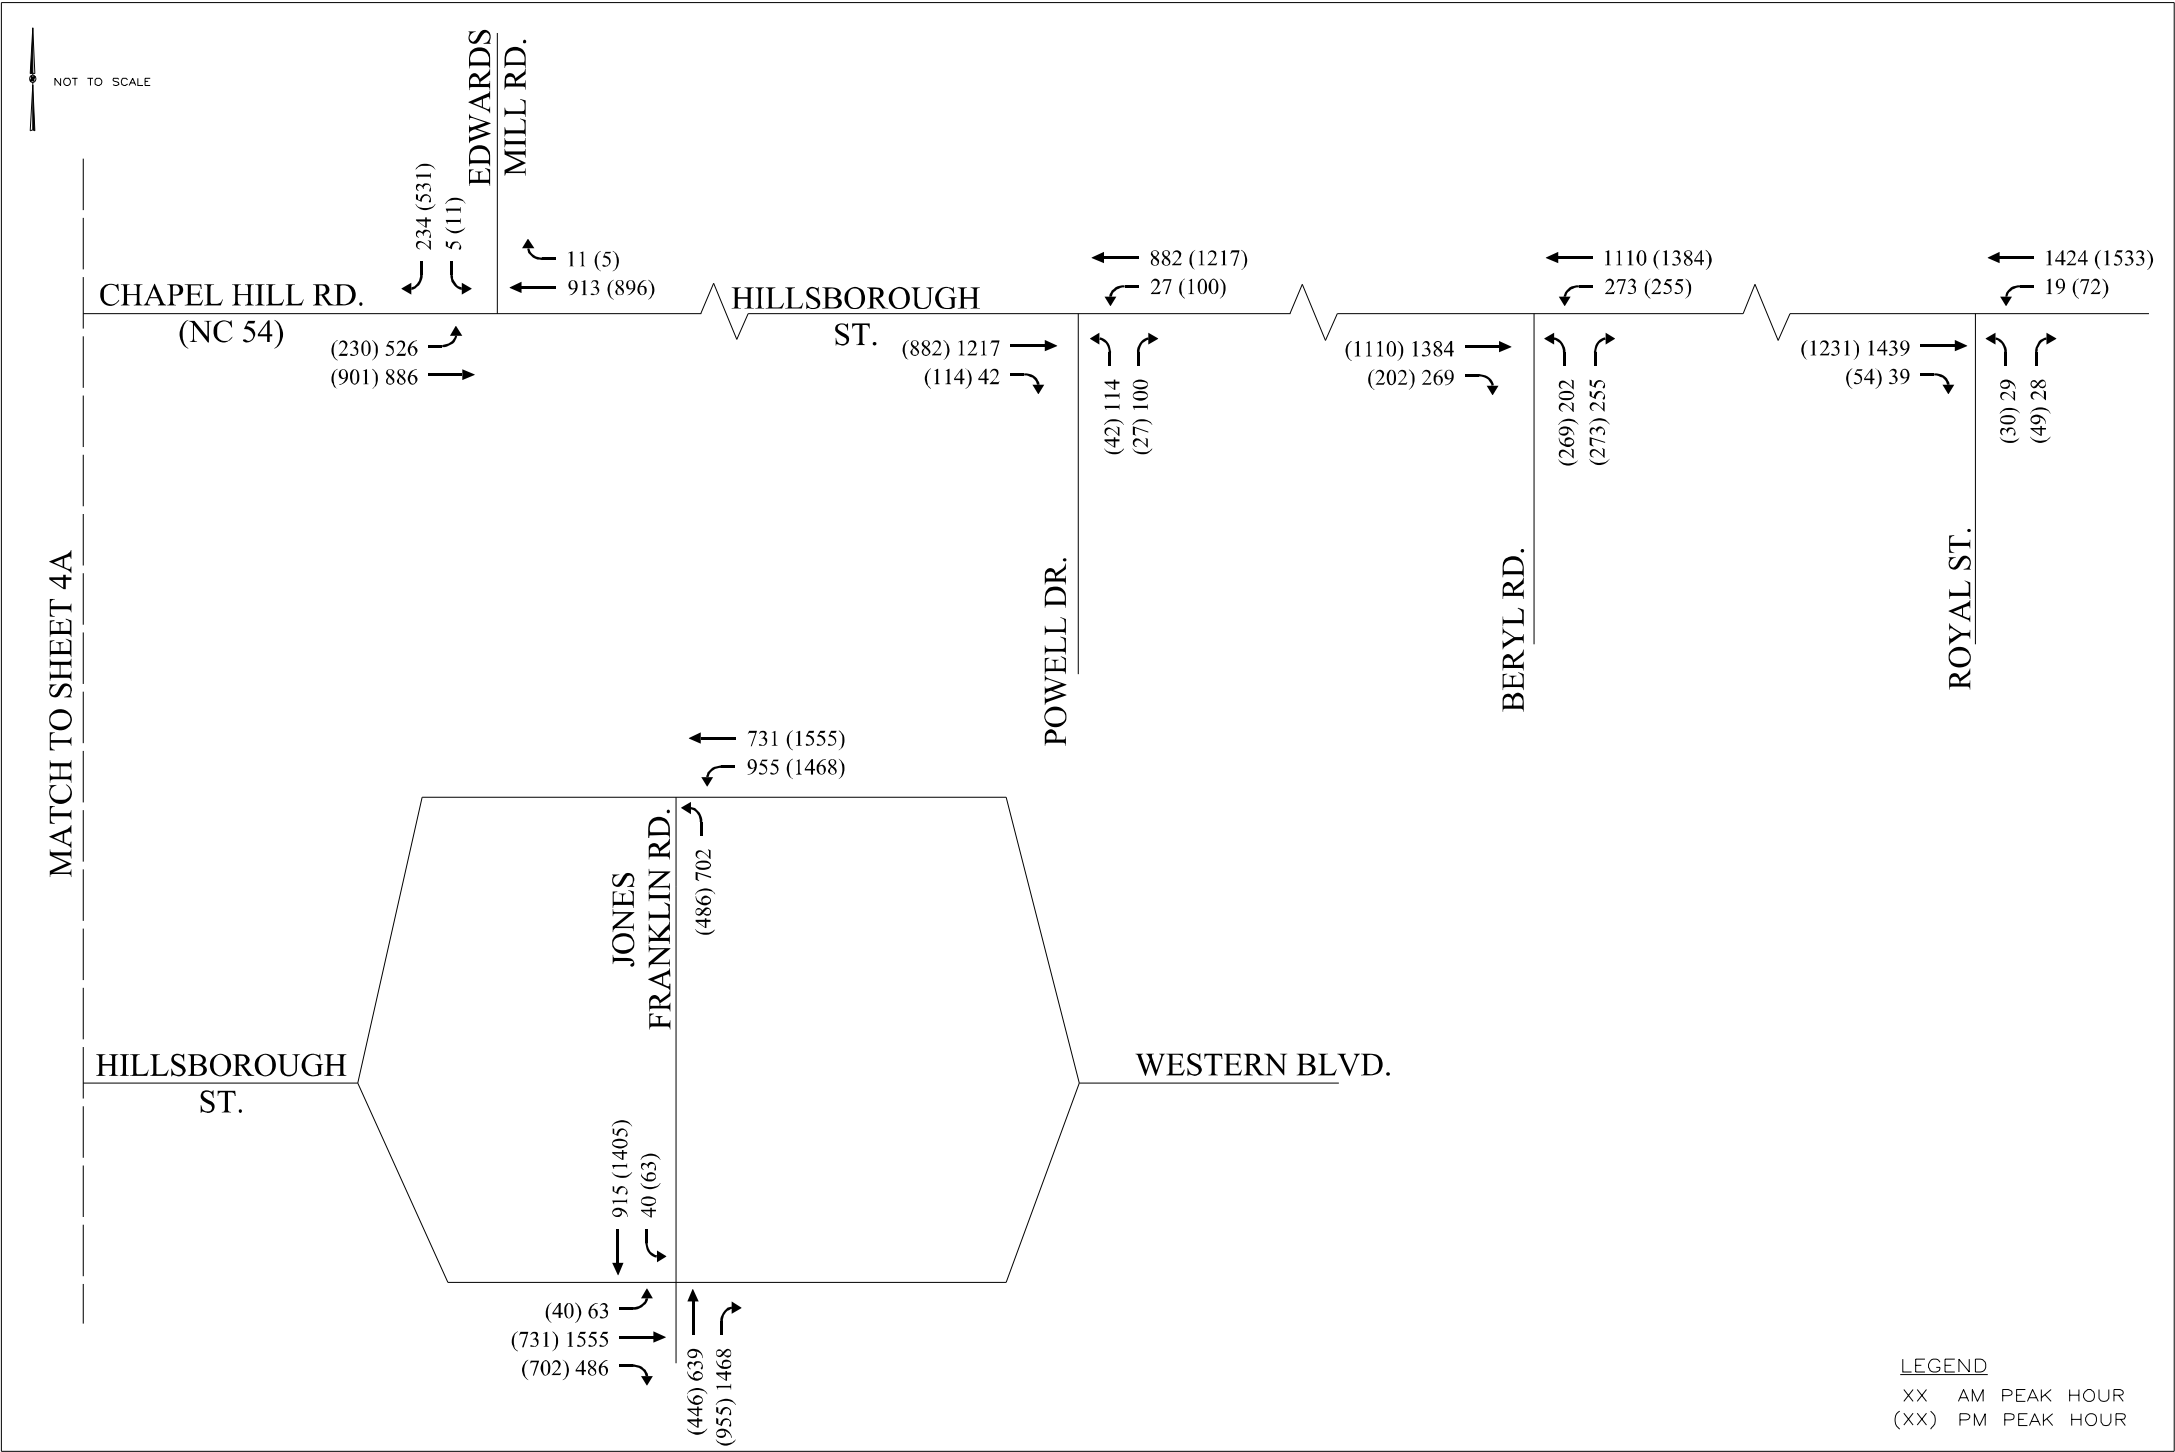 NOT TO SCALE
EDWARDS
MILL RD.
234 (531)
5 (11)
11 (5)
913 (896)
CHAPEL HILL RD.
(NC 54)
(230) 526
(901) 886
HILLSBOROUGH
ST.
882 (1217)
27 (100)
(882) 1217
(114) 42
(42) 114
(27) 100
POWELL DR.
1110 (1384)
273 (255)
(1110) 1384
(202) 269
(269) 202
(273) 255
BERYL RD.
1424 (1533)
19 (72)
(1231) 1439
(54) 39
(30) 29
(49) 28
ROYAL ST.
MATCH TO SHEET 4A
731 (1555)
955 (1468)
JONES
FRANKLIN RD.
(486) 702
HILLSBOROUGH
ST.
WESTERN BLVD.
915 (1405)
40 (63)
(40) 63
(731) 1555
(702) 486
(446) 639
(955) 1468
LEGEND
XX AM PEAK HOUR
(XX) PM PEAK HOUR